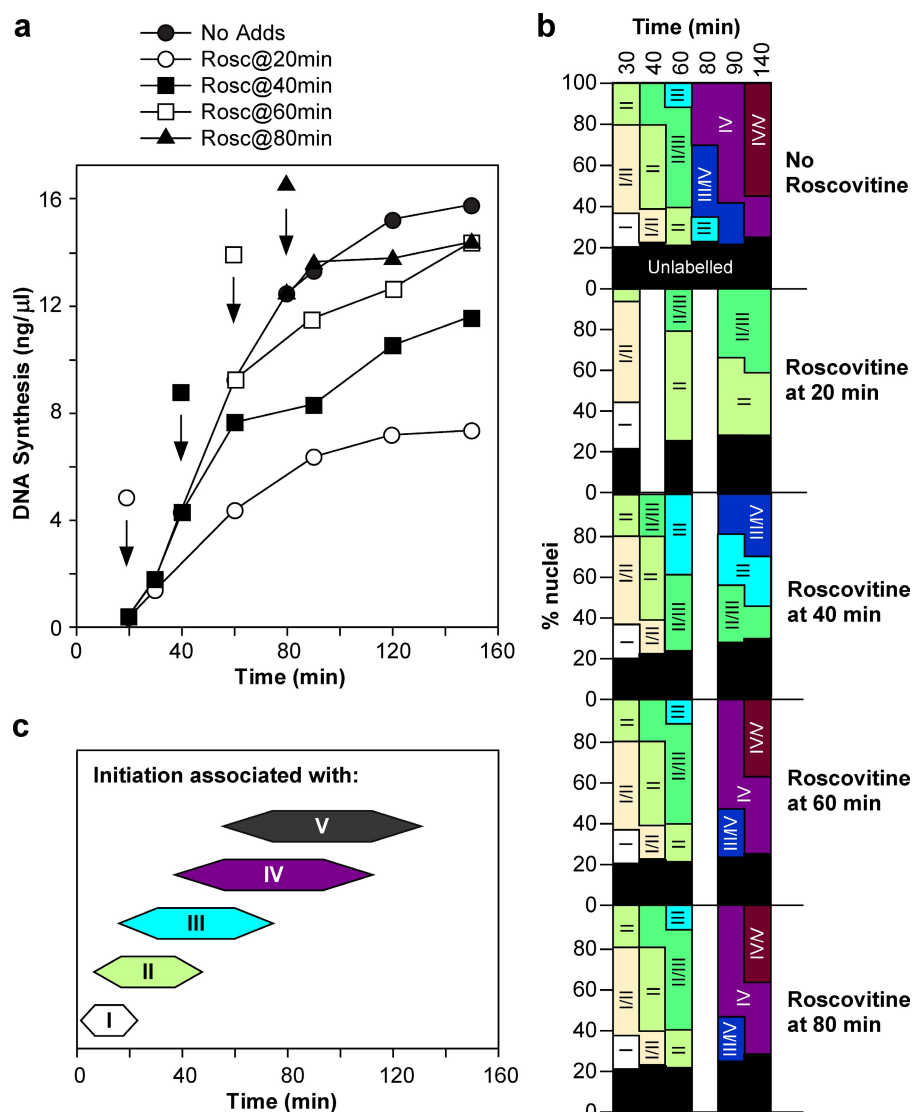 a
No Adds
Rosc@20min
Rosc@40min
Rosc@60min
Rosc@80min
DNA Synthesis (ng/µl)
16
12
8
4
0
0 40 80 120 160
Time (min)
b
Time (min)
30 40 60 80 90 140
% nuclei
100
80
60
40
20
0
I I/II II
I/II II
II II/III III
III III/IV
IV
IV/V
Unlabelled
No
Roscovitine
80
60
40
20
0
I I/II
II II/III
II II/III
Roscovitine
at 20 min
80
60
40
20
0
I I/II II
I/II II II/III
II/III III
II/III III III/IV
Roscovitine
at 40 min
80
60
40
20
0
I I/II II
I/II II
II II/III III
III/IV IV
IV/V
Roscovitine
at 60 min
80
60
40
20
0
I I/II II
I/II II
II II/III III
III/IV IV
IV/V
Roscovitine
at 80 min
c
Initiation associated with:
V
IV
III
II
I
0 40 80 120 160
Time (min)